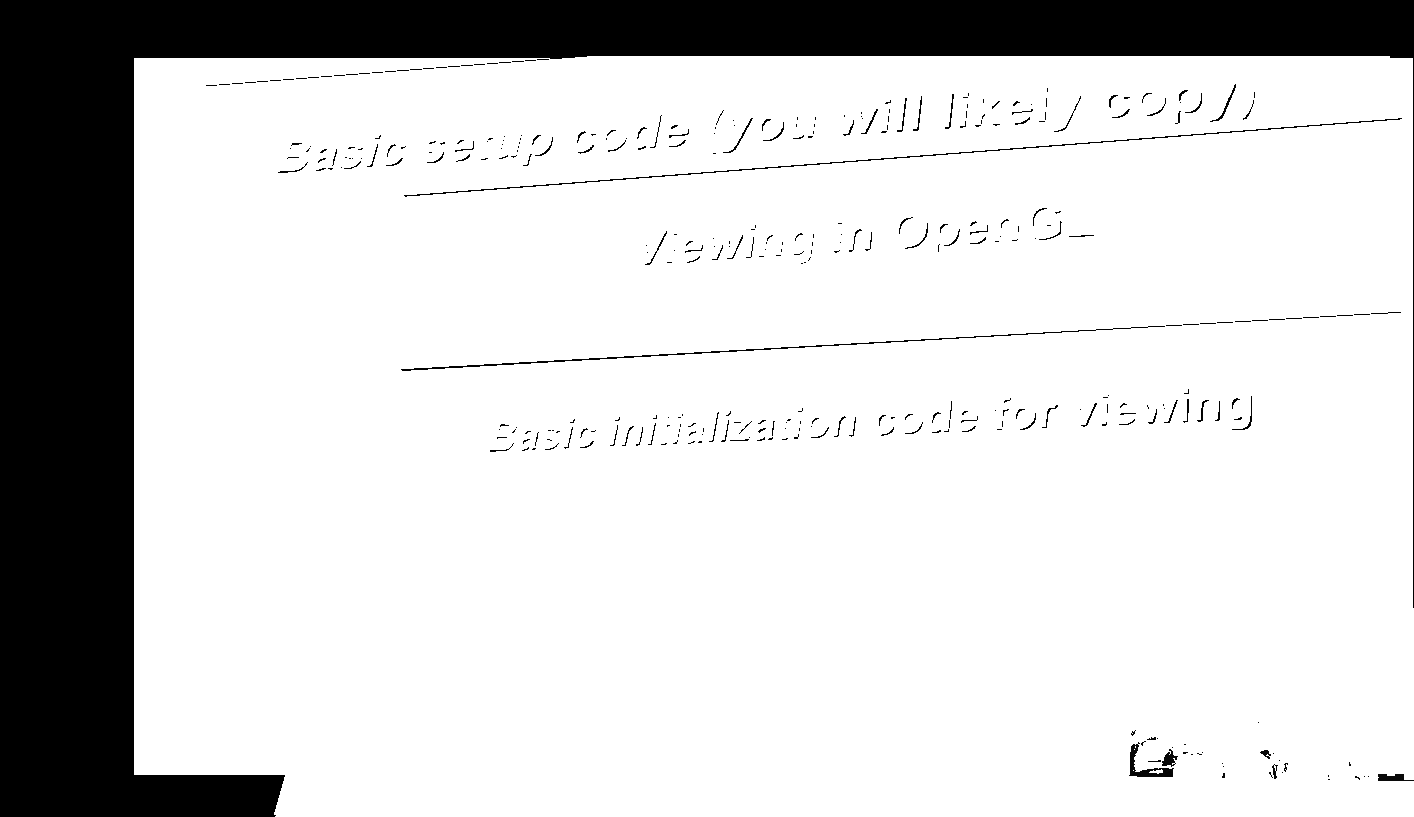 Basic setup code (you will likely copy)
Viewing in OpenGL
Basic initialization code for viewing